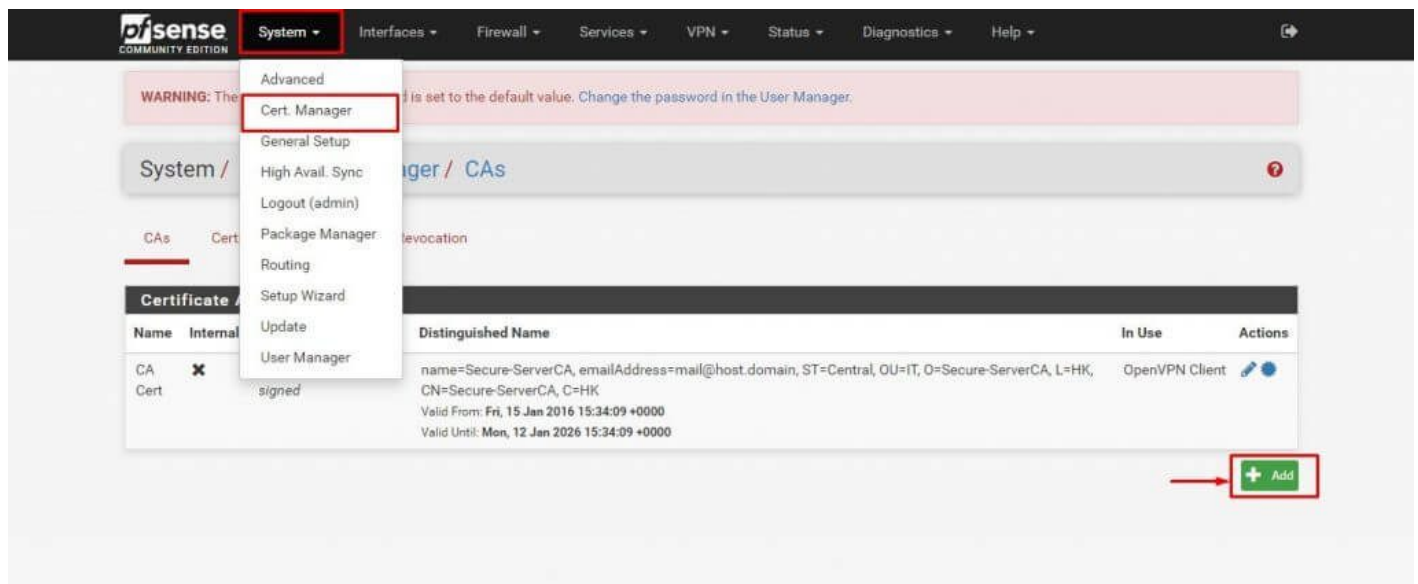 pfsense
COMMUNITY EDITION
System Interfaces Firewall Services VPN Status Diagnostics Help
Advanced
Cert. Manager
General Setup
High Avail. Sync
Logout (admin)
Package Manager
Routing
Setup Wizard
Update
User Manager
WARNING: The is set to the default value. Change the password in the User Manager.
System / / CAs
CAs Cert
Certificate
Name Internal Distinguished Name In Use Actions
CA
Cert
signed
name=Secure-ServerCA, emailAddress=mail@host.domain, ST=Central, OU=IT, O=Secure-ServerCA, L=HK,
CN=Secure-ServerCA, C=HK
Valid From: Fri, 15 Jan 2016 15:34:09 +0000
Valid Until: Mon, 12 Jan 2026 15:34:09 +0000
OpenVPN Client
Add